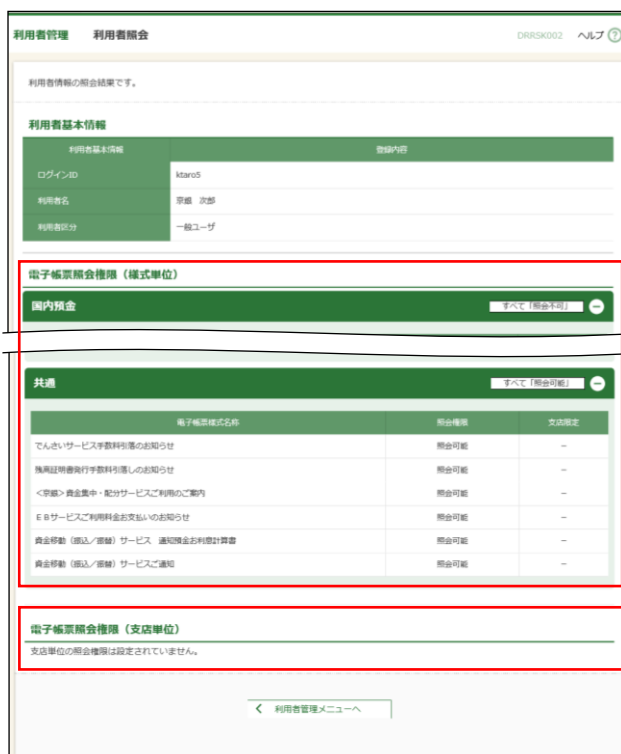 利用者管理 利用者照会 DRRSK002 ヘルプ ?
利用者情報の照会結果です。
利用者基本情報
利用者基本情報 登録内容
ログインID ktaro5
利用者名 京銀 次郎
利用者区分 一般ユーザ
電子帳票照会権限（様式単位）
国内預金 すべて「照会不可」
共通 すべて「照会可能」
電子帳票様式名称 照会権限 支店限定
でんさいサービス手数料引落のお知らせ 照会可能 －
残高証明書発行手数料引落しのお知らせ 照会可能 －
＜京銀＞資金集中・配分サービスご利用のご案内 照会可能 －
ＥＢサービスご利用料金お支払いのお知らせ 照会可能 －
資金移動（振込／振替）サービス 通知預金お利息計算書 照会可能 －
資金移動（振込／振替）サービスご通知 照会可能 －
電子帳票照会権限（支店単位）
支店単位の照会権限は設定されていません。
利用者管理メニューへ